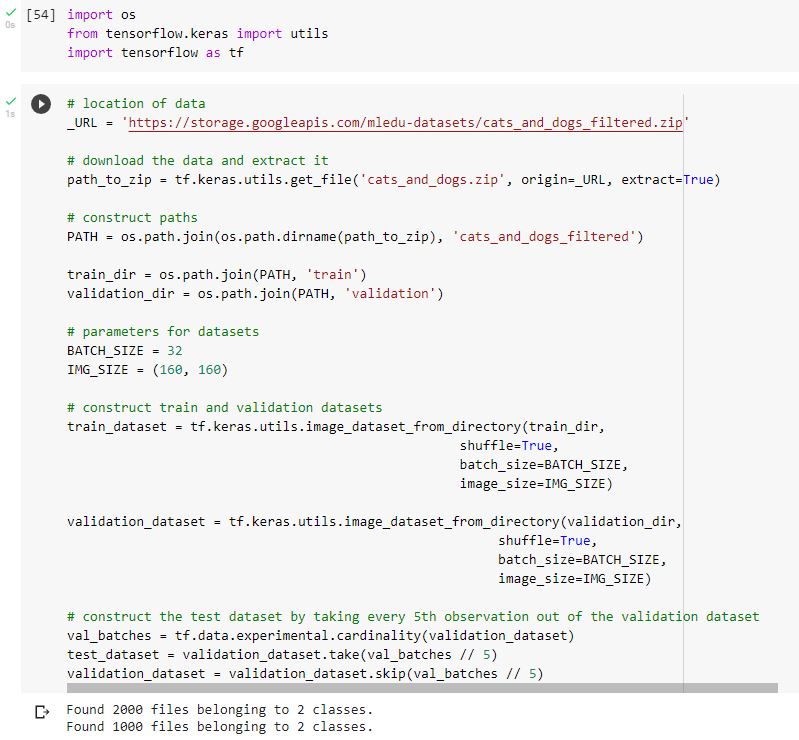 [54] import os
from tensorflow.keras import utils
import tensorflow as tf
0s
# location of data
_URL = 'https://storage.googleapis.com/mledu-datasets/cats_and_dogs_filtered.zip'
1s
# download the data and extract it
path_to_zip = tf.keras.utils.get_file('cats_and_dogs.zip', origin=_URL, extract=True)
# construct paths
PATH = os.path.join(os.path.dirname(path_to_zip), 'cats_and_dogs_filtered')
train_dir = os.path.join(PATH, 'train')
validation_dir = os.path.join(PATH, 'validation')
# parameters for datasets
BATCH_SIZE = 32
IMG_SIZE = (160, 160)
# construct train and validation datasets
train_dataset = tf.keras.utils.image_dataset_from_directory(train_dir,
shuffle=True,
batch_size=BATCH_SIZE,
image_size=IMG_SIZE)
validation_dataset = tf.keras.utils.image_dataset_from_directory(validation_dir,
shuffle=True,
batch_size=BATCH_SIZE,
image_size=IMG_SIZE)
# construct the test dataset by taking every 5th observation out of the validation dataset
val_batches = tf.data.experimental.cardinality(validation_dataset)
test_dataset = validation_dataset.take(val_batches // 5)
validation_dataset = validation_dataset.skip(val_batches // 5)
Found 2000 files belonging to 2 classes.
Found 1000 files belonging to 2 classes.